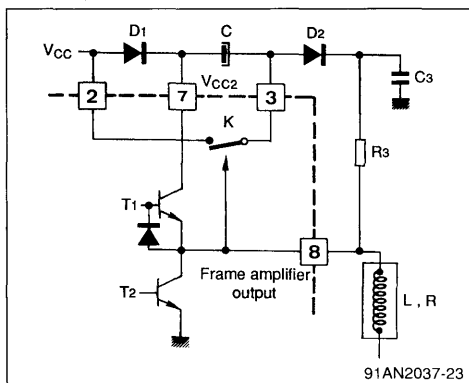 D1
C
D2
VCC
VCC2
C3
2
7
3
K
R3
T1
8
Frame amplifier
output
T2
L , R
91AN2037-23